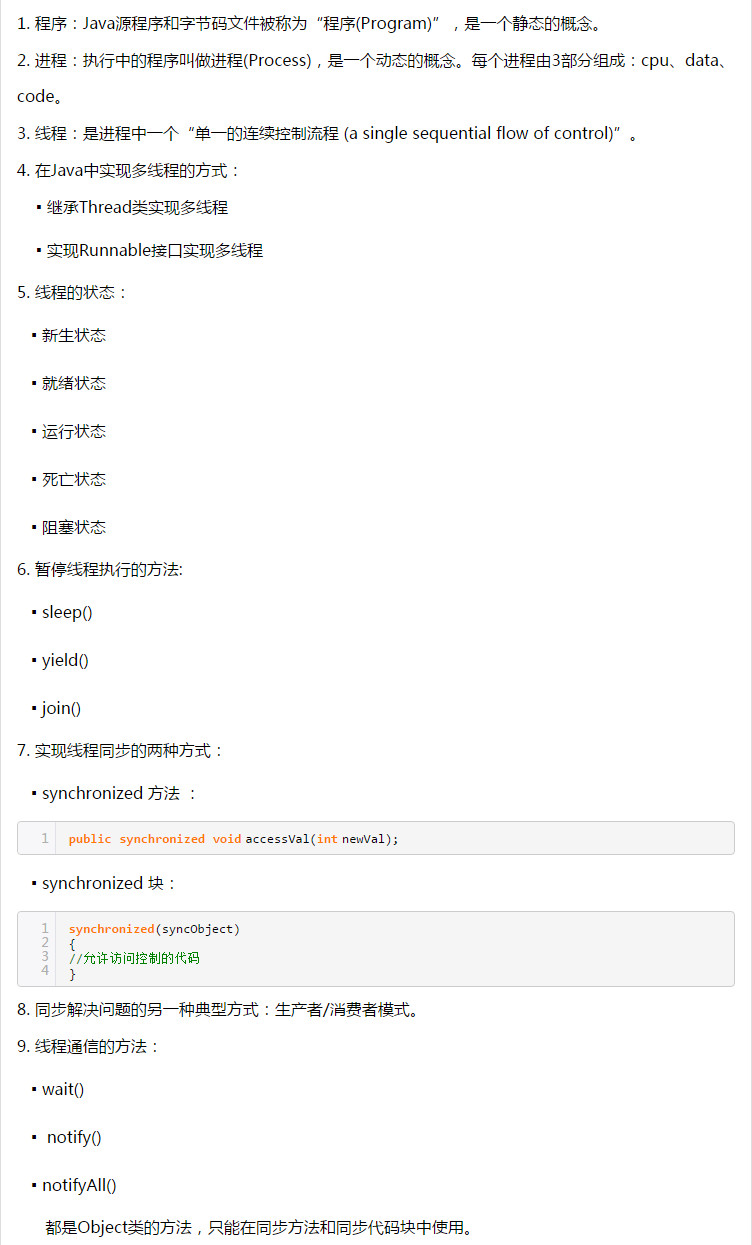 1. 程序：Java源程序和字节码文件被称为“程序(Program)”，是一个静态的概念。
2. 进程：执行中的程序叫做进程(Process)，是一个动态的概念。每个进程由3部分组成：cpu、data、
code。
3. 线程：是进程中一个“单一的连续控制流程 (a single sequential flow of control)”。
4. 在Java中实现多线程的方式：
▪ 继承Thread类实现多线程
▪ 实现Runnable接口实现多线程
5. 线程的状态：
▪ 新生状态
▪ 就绪状态
▪ 运行状态
▪ 死亡状态
▪ 阻塞状态
6. 暂停线程执行的方法:
▪ sleep()
▪ yield()
▪ join()
7. 实现线程同步的两种方式：
▪ synchronized 方法 ：
1 public synchronized void accessVal(int newVal);
▪ synchronized 块：
1 synchronized(syncObject)
2 {
3 //允许访问控制的代码
4 }
8. 同步解决问题的另一种典型方式：生产者/消费者模式。
9. 线程通信的方法：
▪ wait()
▪ notify()
▪ notifyAll()
都是Object类的方法，只能在同步方法和同步代码块中使用。